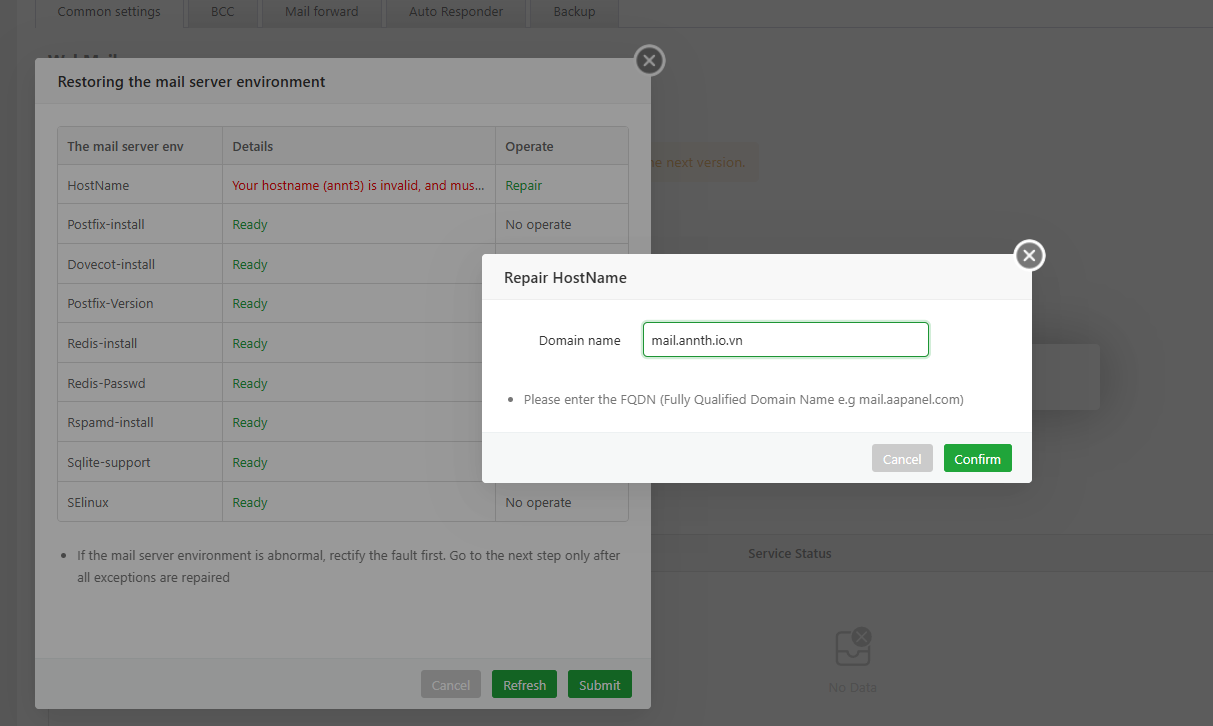 Common settings BCC Mail forward Auto Responder Backup
WebMail
Restoring the mail server environment
The mail server env Details Operate
HostName Your hostname (annt3) is invalid, and mus... Repair
ne next version.
Postfix-install Ready No operate
Dovecot-install Ready
Postfix-Version Ready
Redis-install Ready
Redis-Passwd Ready
Rspamd-install Ready
Sqlite-support Ready
SElinux Ready No operate
If the mail server environment is abnormal, rectify the fault first. Go to the next step only after
all exceptions are repaired
Cancel Refresh Submit
Repair HostName
Domain name mail.annth.io.vn
Please enter the FQDN (Fully Qualified Domain Name e.g mail.aapanel.com)
Cancel Confirm
Service Status
No Data